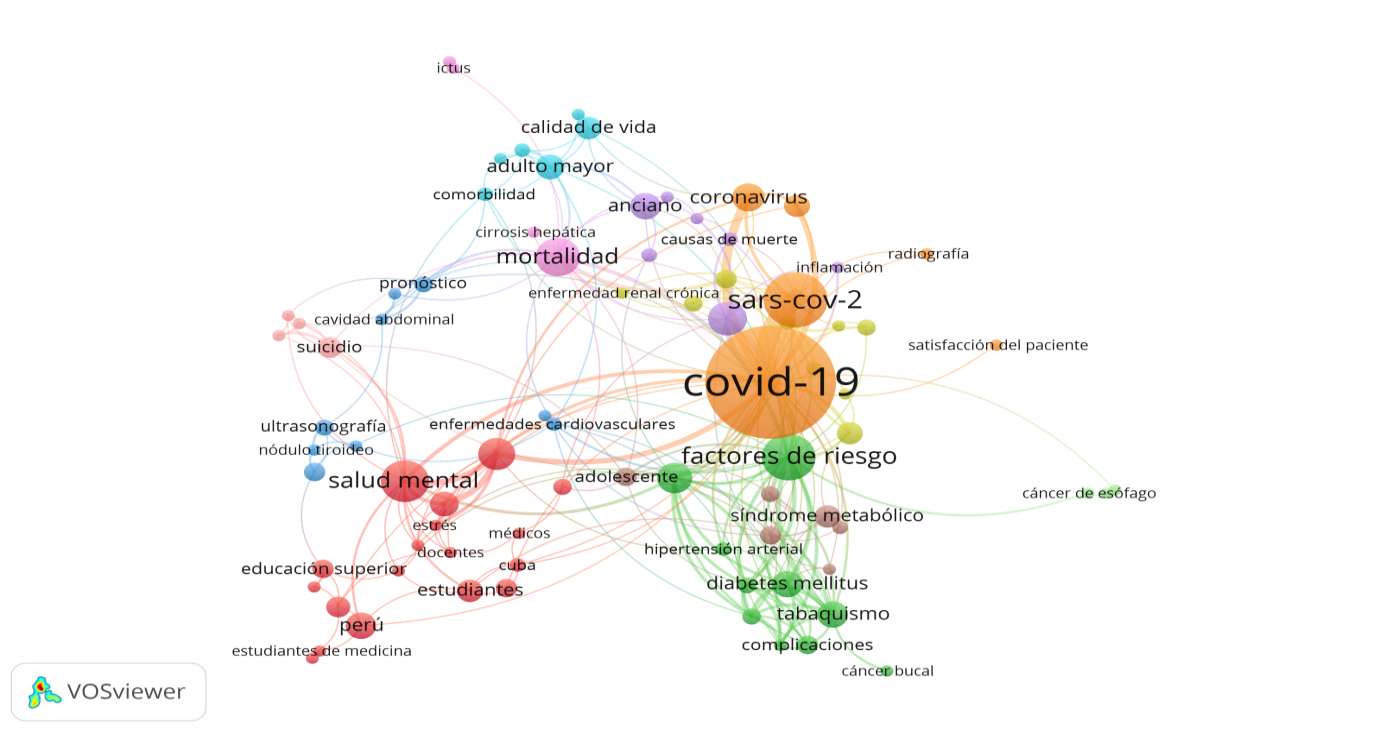 ictus
calidad de vida
adulto mayor
comorbilidad
coronavirus
anciano
cirrosis hepática
causas de muerte
mortalidad
radiografía
inflamación
pronóstico
enfermedad renal crónica
sars-cov-2
cavidad abdominal
suicidio
satisfacción del paciente
covid-19
ultrasonografía
enfermedades cardiovasculares
nódulo tiroideo
factores de riesgo
salud mental
adolescente
cáncer de esófago
síndrome metabólico
estrés
médicos
docentes
hipertensión arterial
cuba
educación superior
diabetes mellitus
estudiantes
tabaquismo
perú
complicaciones
estudiantes de medicina
cáncer bucal
VOSviewer